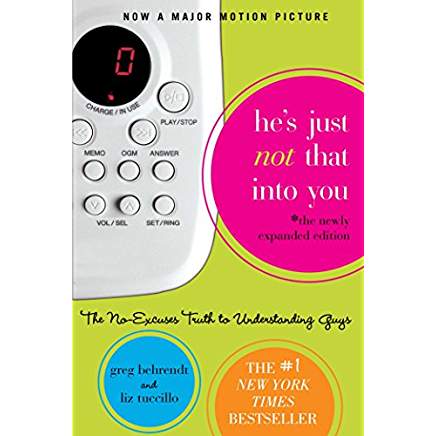 NOW A MAJOR MOTION PICTURE
0
CHARGE / IN USE
PLAY/STOP
MEMO OGM ANSWER
VOL / SEL SET/RING
he's just
not that
into you
*the newly
expanded edition
The No-Excuses Truth to Understanding Guys
greg behrendt
and
liz tuccillo
THE #1
NEW YORK
TIMES
BESTSELLER